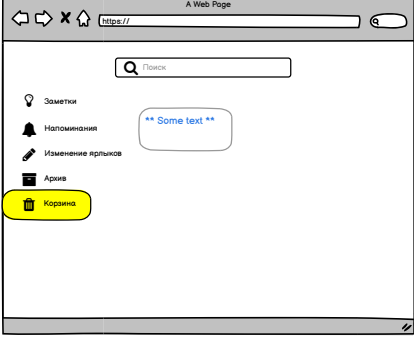 A Web Page
https://
Поиск
Заметки
Напоминания
** Some text **
Изменение ярлыков
Архив
Корзина